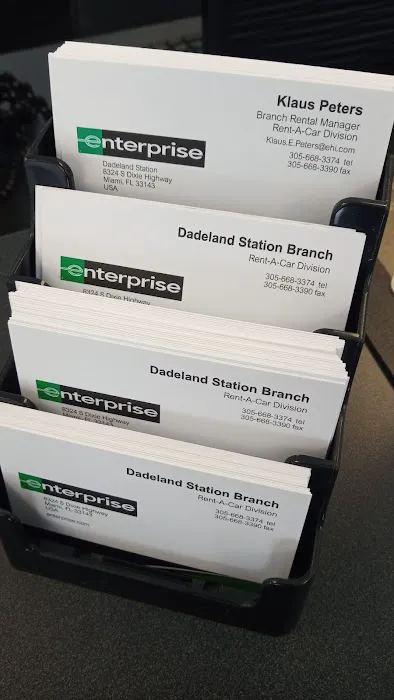 Klaus Peters
Branch Rental Manager
Rent-A-Car Division
Klaus.E.Peters@ehi.com
305-668-3374 tel
305-668-3390 fax
enterprise
Dadeland Station
8324 S Dixie Highway
Miami, FL 33143
USA
Dadeland Station Branch
Rent-A-Car Division
305-668-3374 tel
305-668-3390 fax
enterprise
8324 S Dixie Highway
Dadeland Station Branch
Rent-A-Car Division
305-668-3374 tel
305-668-3390 fax
enterprise
8324 S Dixie Highway
Miami, FL 33143
Dadeland Station Branch
Rent-A-Car Division
305-668-3374 tel
305-668-3390 fax
enterprise
8324 S Dixie Highway
Miami, FL 33143
USA
enterprise.com